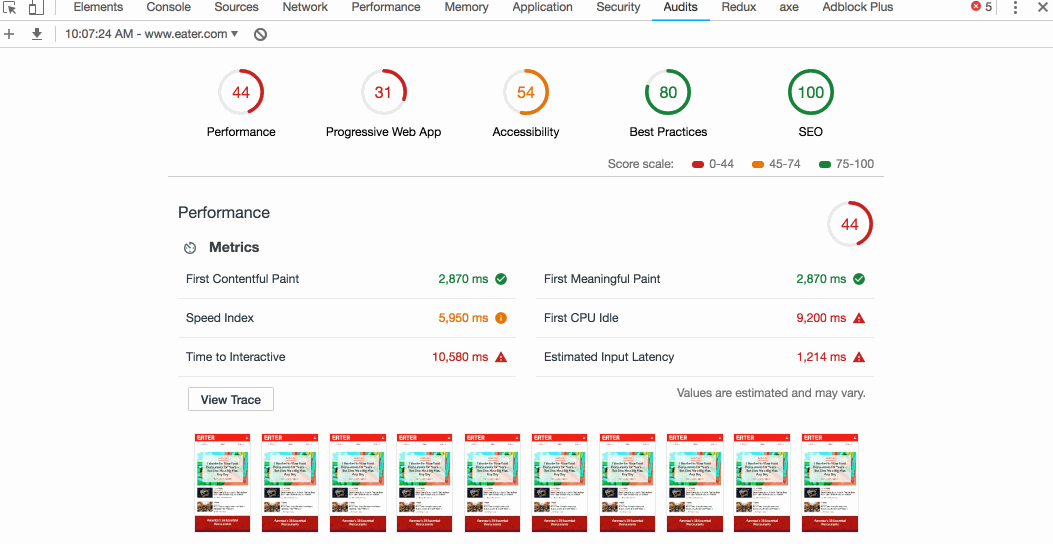 Elements Console Sources Network Performance Memory Application Security Audits Redux axe Adblock Plus 5
10:07:24 AM - www.eater.com
44 31 54 80 100
Performance Progressive Web App Accessibility Best Practices SEO
Score scale: 0-44 45-74 75-100
Performance 44
Metrics
First Contentful Paint 2,870 ms First Meaningful Paint 2,870 ms
Speed Index 5,950 ms First CPU Idle 9,200 ms
Time to Interactive 10,580 ms Estimated Input Latency 1,214 ms
View Trace Values are estimated and may vary.
EATER EATER EATER EATER EATER EATER EATER EATER EATER EATER